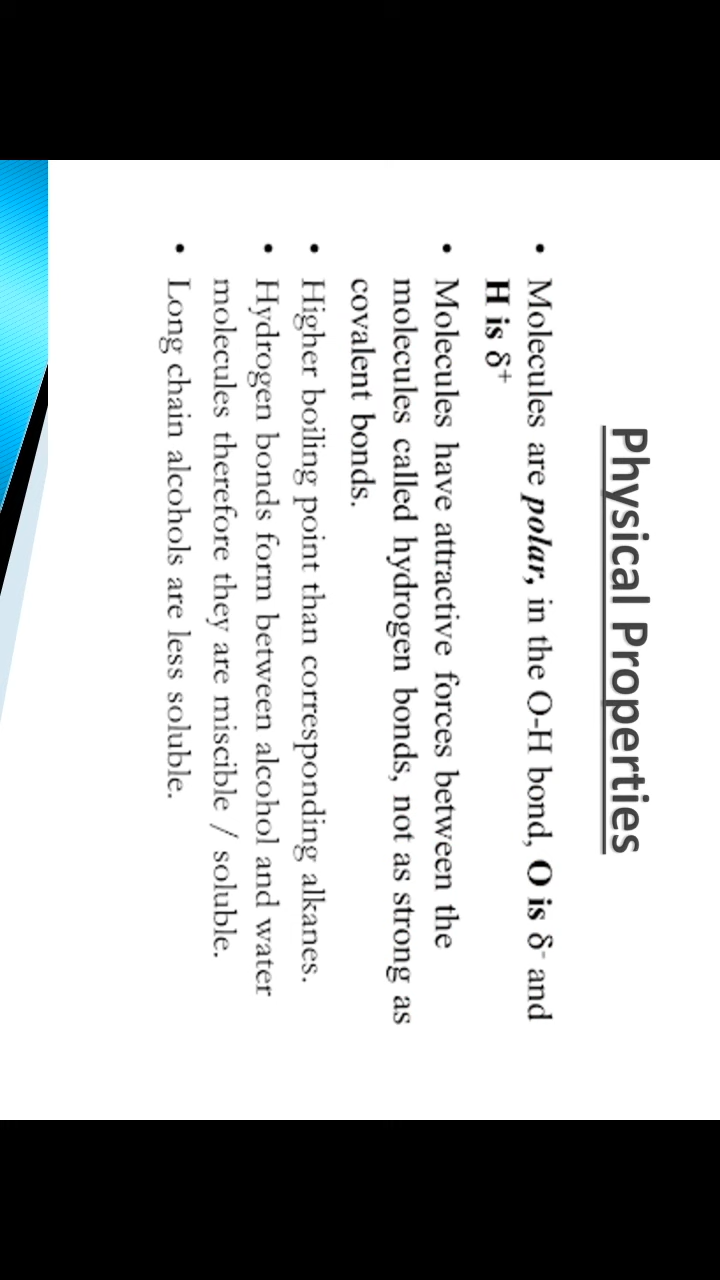 Physical Properties
• Molecules are polar, in the O-H bond, O is δ⁻ and
H is δ⁺
• Molecules have attractive forces between the
molecules called hydrogen bonds, not as strong as
covalent bonds.
• Higher boiling point than corresponding alkanes.
• Hydrogen bonds form between alcohol and water
molecules therefore they are miscible / soluble.
• Long chain alcohols are less soluble.